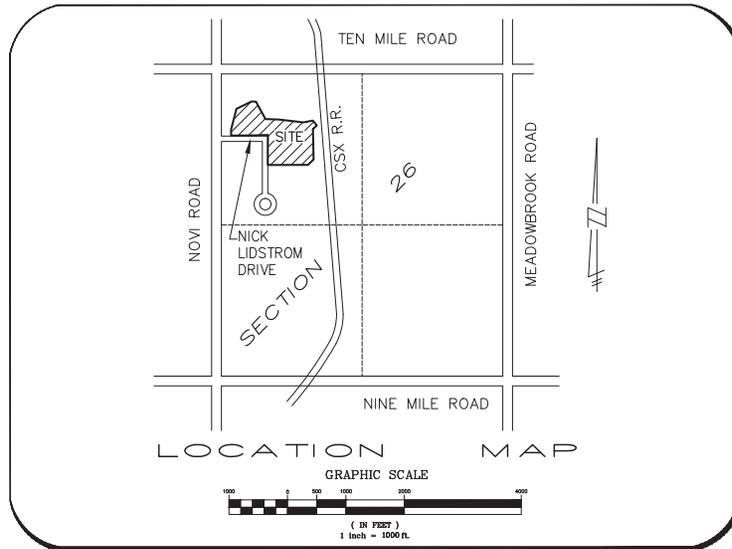 TEN MILE ROAD
CSX R.R.
SITE
26
NOVI ROAD
MEADOWBROOK ROAD
N
NICK
LIDSTROM
DRIVE
SECTION
NINE MILE ROAD
LOCATION MAP
GRAPHIC SCALE
1000 0 500 1000 2000 4000
( IN FEET )
1 inch = 1000 ft.